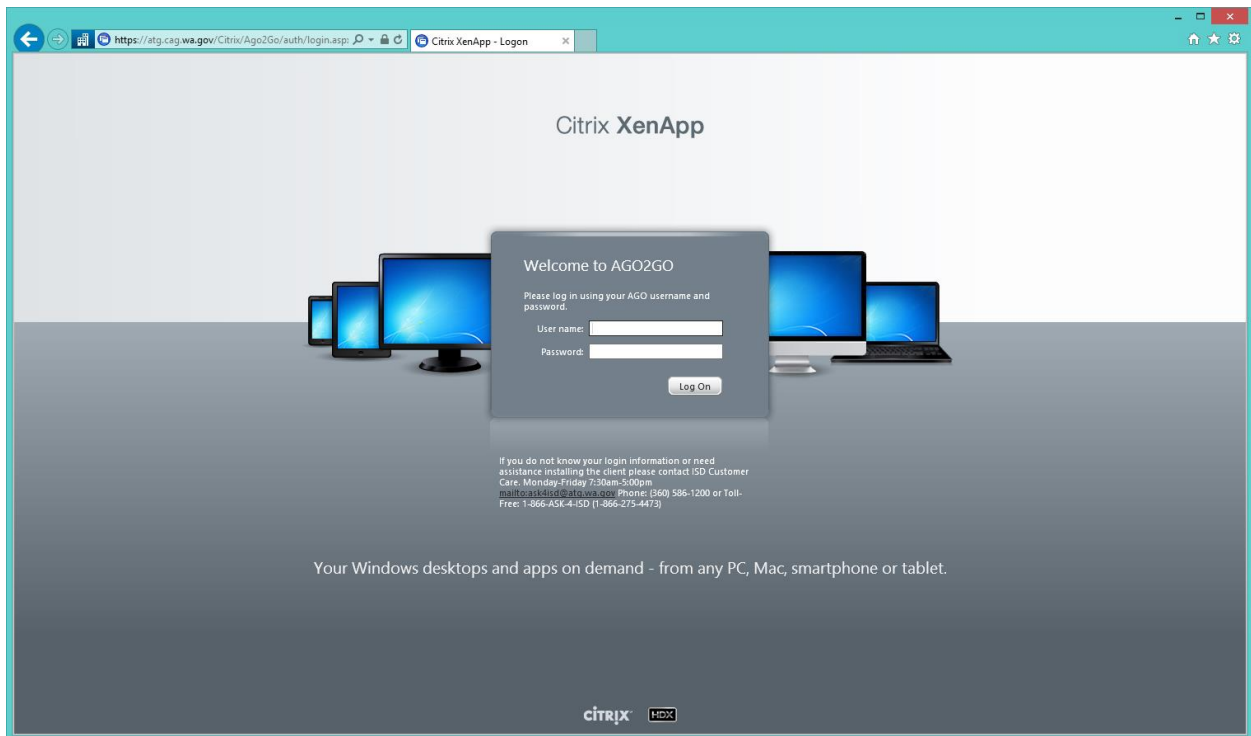 https://atg.cag.wa.gov/Citrix/Ago2Go/auth/login.asp:
Citrix XenApp - Logon
Citrix XenApp
Welcome to AGO2GO
Please log in using your AGO username and
password.
User name:
Password:
Log On
If you do not know your login information or need
assistance installing the client please contact ISD Customer
Care. Monday-Friday 7:30am-5:00pm
mailto:ask4isd@atg.wa.gov Phone: (360) 586-1200 or Toll-
Free: 1-866-ASK-4-ISD (1-866-275-4473)
Your Windows desktops and apps on demand - from any PC, Mac, smartphone or tablet.
CITRIX HDX